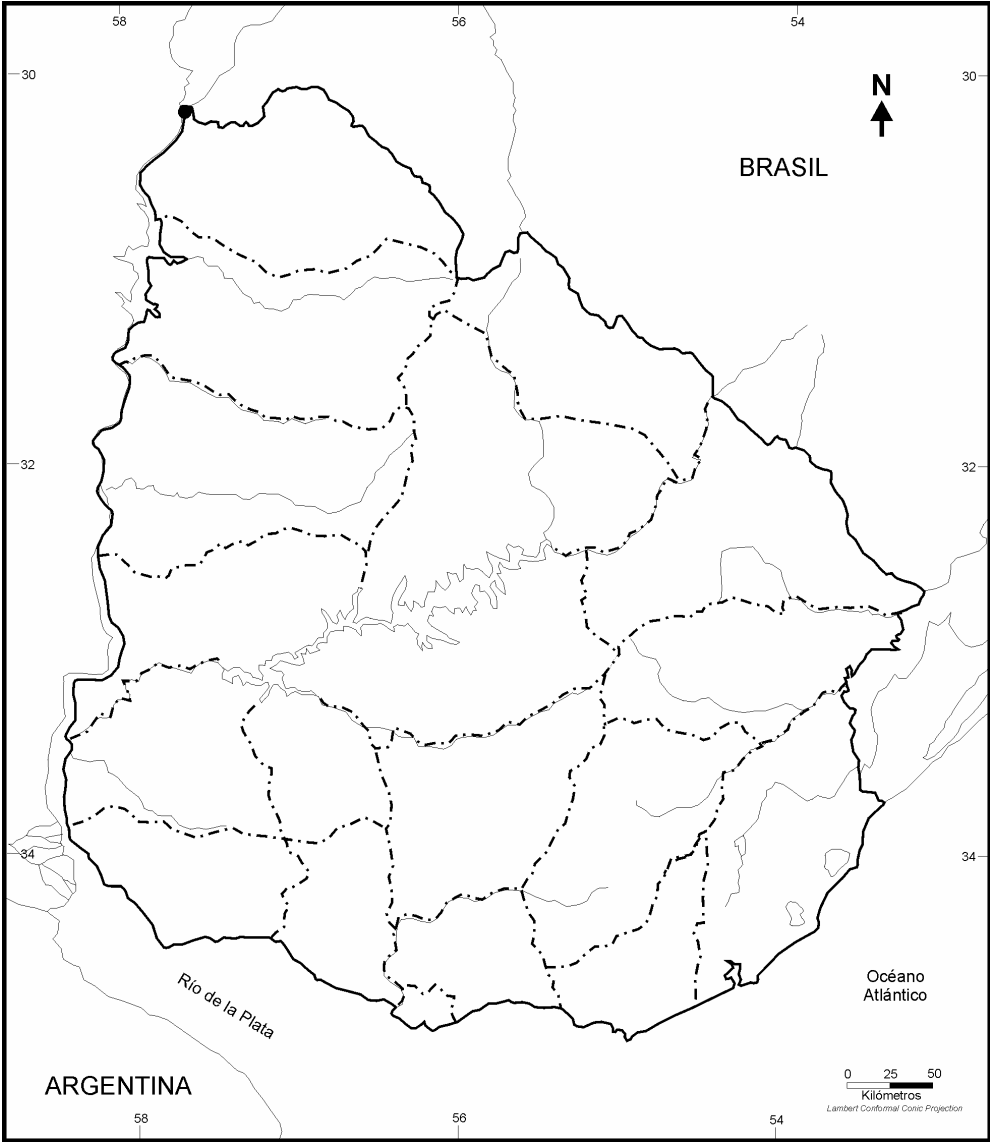 58
56
54
30
30
N
BRASIL
32
32
34
34
Río de la Plata
Océano
Atlántico
ARGENTINA
0 25 50
Kilómetros
Lambert Conformal Conic Projection
58
56
54